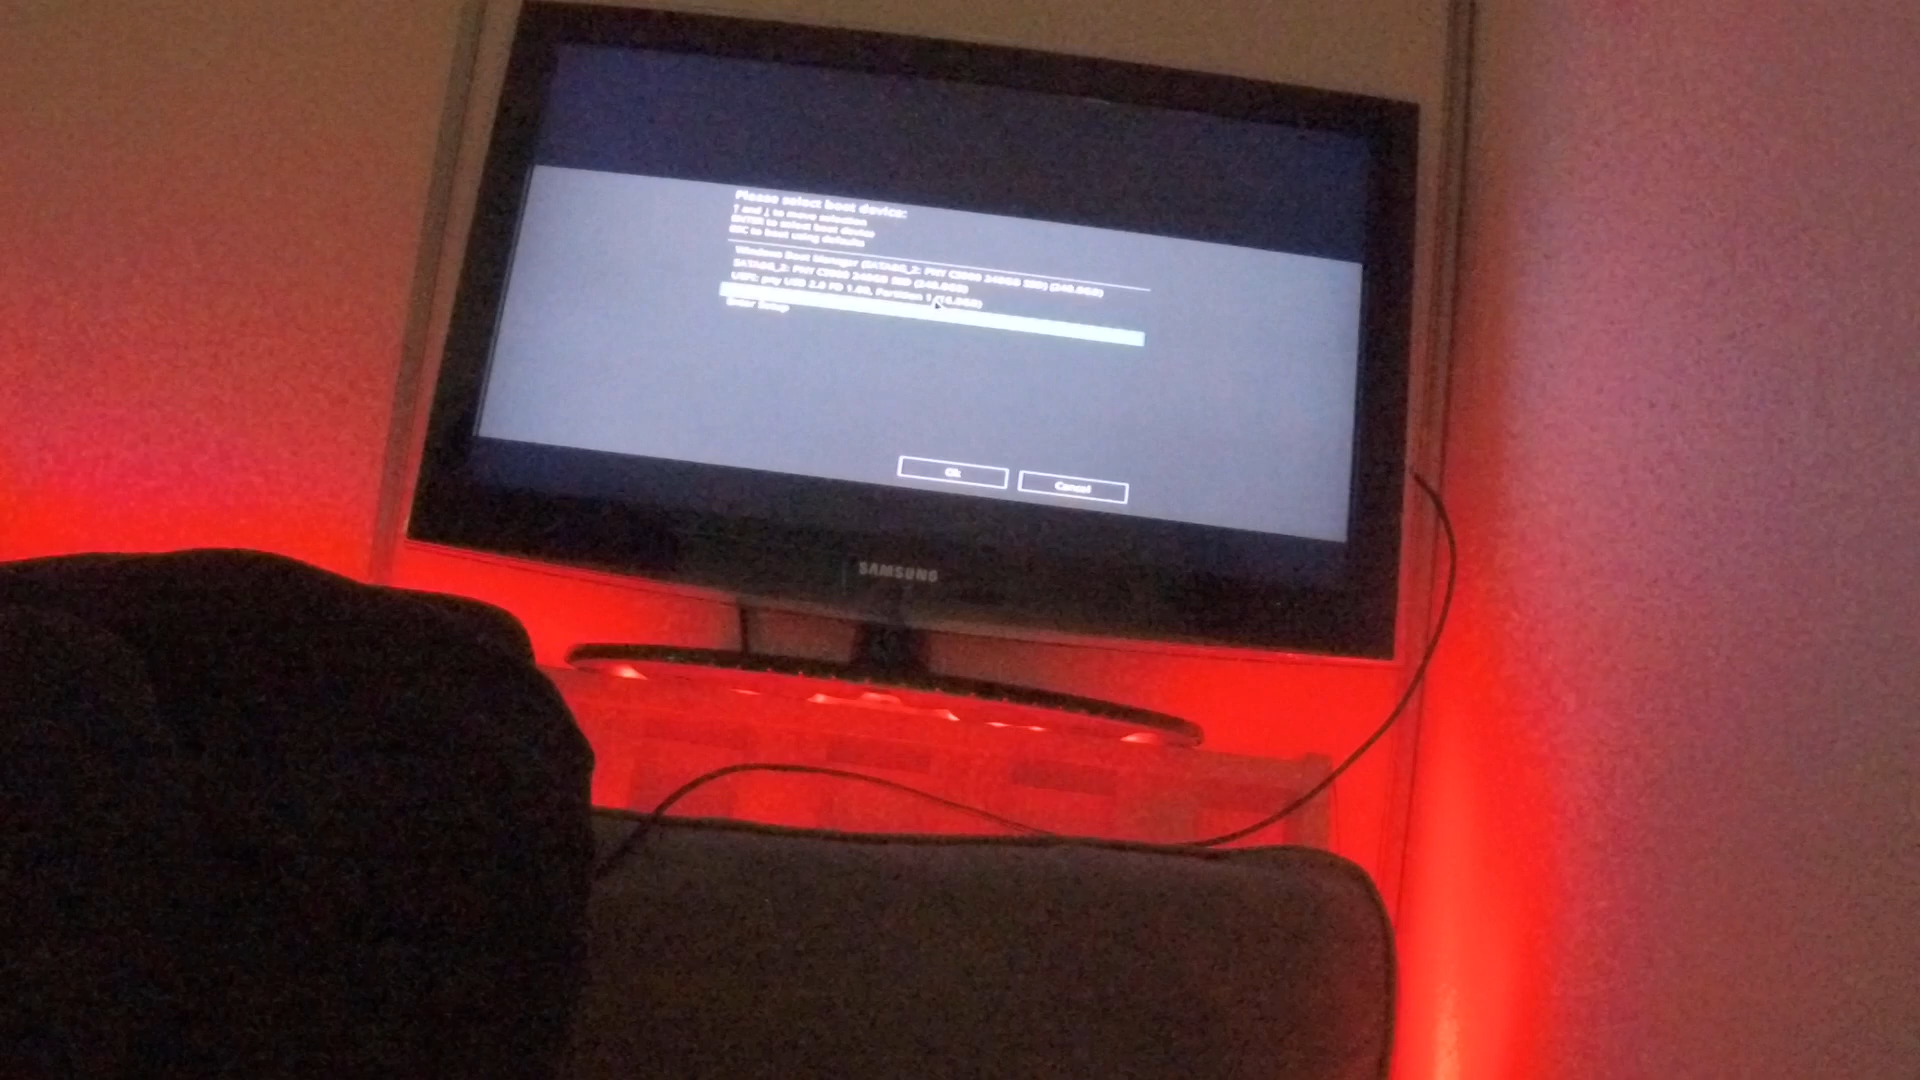 Please select boot device:
↑ and ↓ to move selection
ENTER to select boot device
ESC to boot using defaults
Windows Boot Manager (SATA6G_2: PNY CS900 240GB SSD) (240.0GB)
SATA6G_2: PNY CS900 240GB SSD (240.0GB)
UEFI: pny USD 2.0 FD 1.00, Partition 1 (16.0GB)
Enter Setup
Ok
Cancel
SAMSUNG